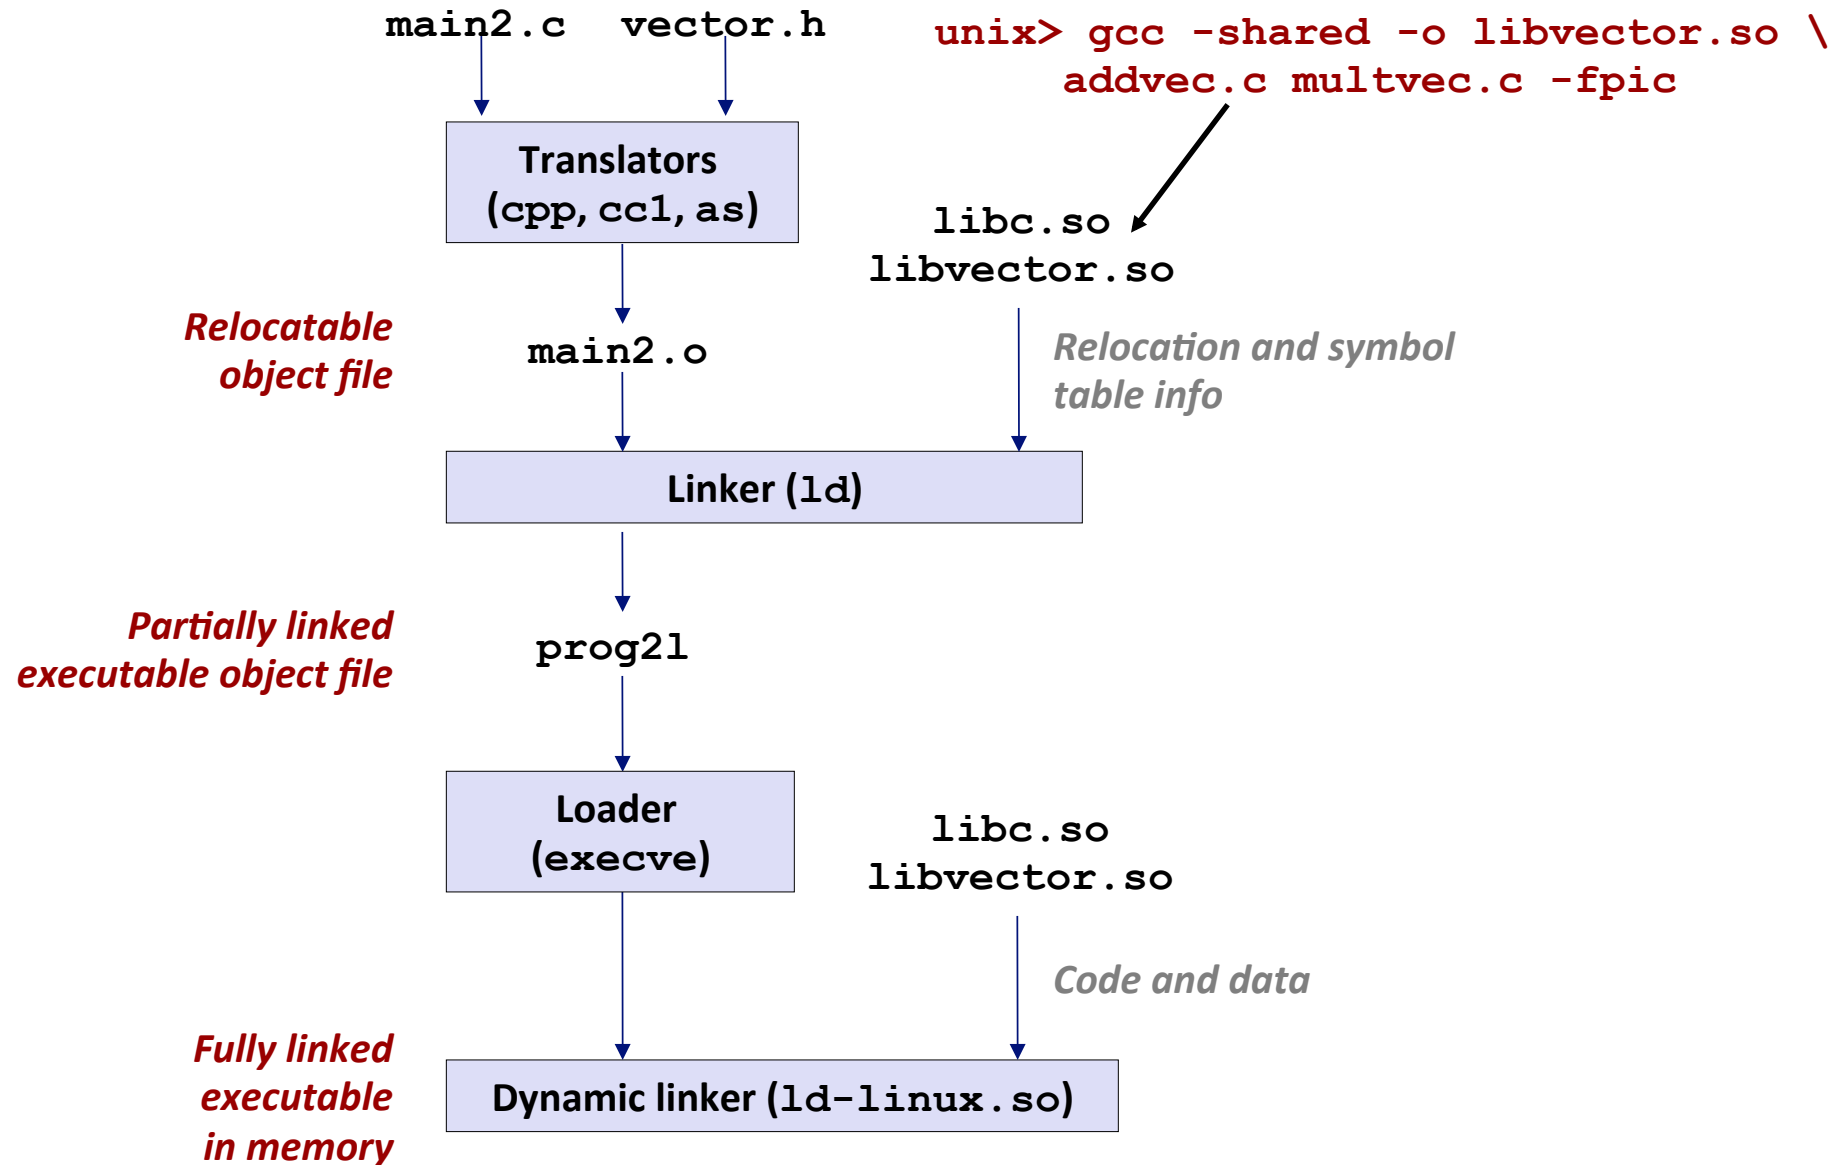 main2.c vector.h
unix> gcc -shared -o libvector.so \
addvec.c multvec.c -fpic
Translators
(cpp, cc1, as)
libc.so
libvector.so
Relocatable
object file
main2.o
Relocation and symbol
table info
Linker (ld)
Partially linked
executable object file
prog2l
Loader
(execve)
libc.so
libvector.so
Code and data
Fully linked
executable
in memory
Dynamic linker (ld-linux.so)